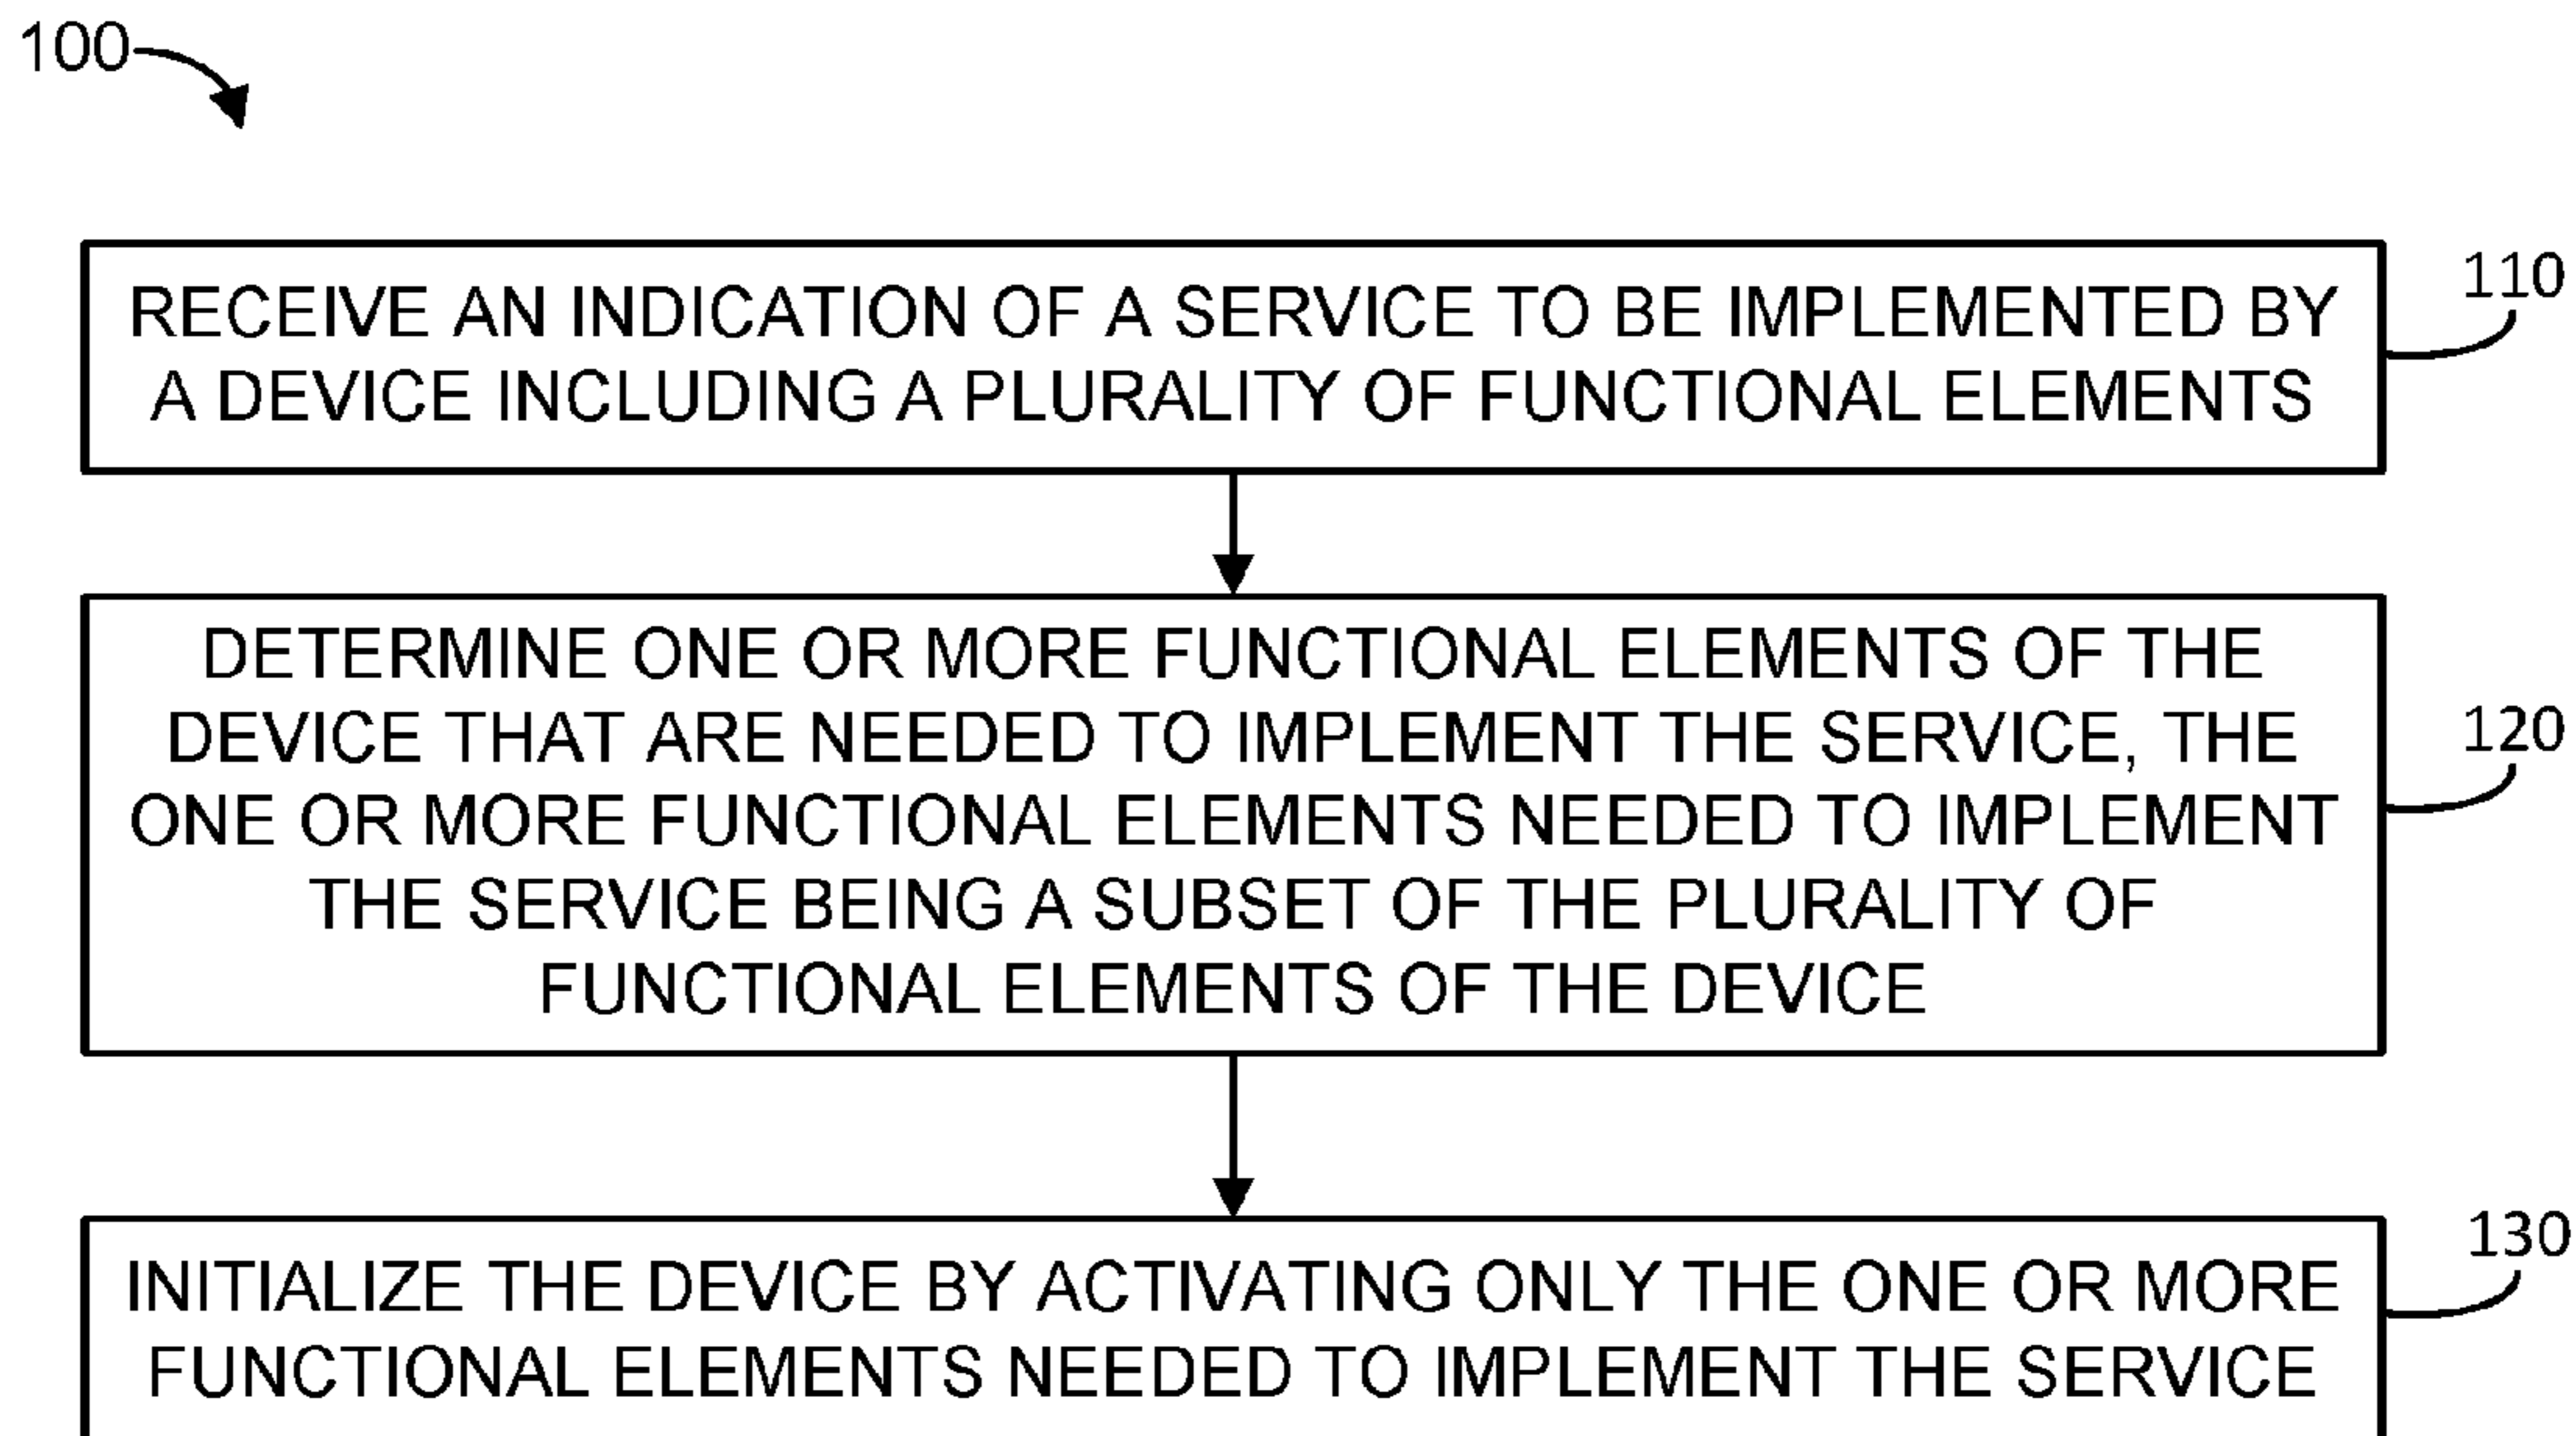 100
RECEIVE AN INDICATION OF A SERVICE TO BE IMPLEMENTED BY
A DEVICE INCLUDING A PLURALITY OF FUNCTIONAL ELEMENTS
110
DETERMINE ONE OR MORE FUNCTIONAL ELEMENTS OF THE
DEVICE THAT ARE NEEDED TO IMPLEMENT THE SERVICE, THE
ONE OR MORE FUNCTIONAL ELEMENTS NEEDED TO IMPLEMENT
THE SERVICE BEING A SUBSET OF THE PLURALITY OF
FUNCTIONAL ELEMENTS OF THE DEVICE
120
INITIALIZE THE DEVICE BY ACTIVATING ONLY THE ONE OR MORE
FUNCTIONAL ELEMENTS NEEDED TO IMPLEMENT THE SERVICE
130